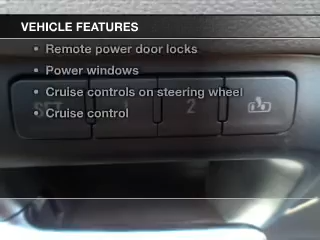 VEHICLE FEATURES
• Remote power door locks
• Power windows
• Cruise controls on steering wheel
• Cruise control
SET 1 2